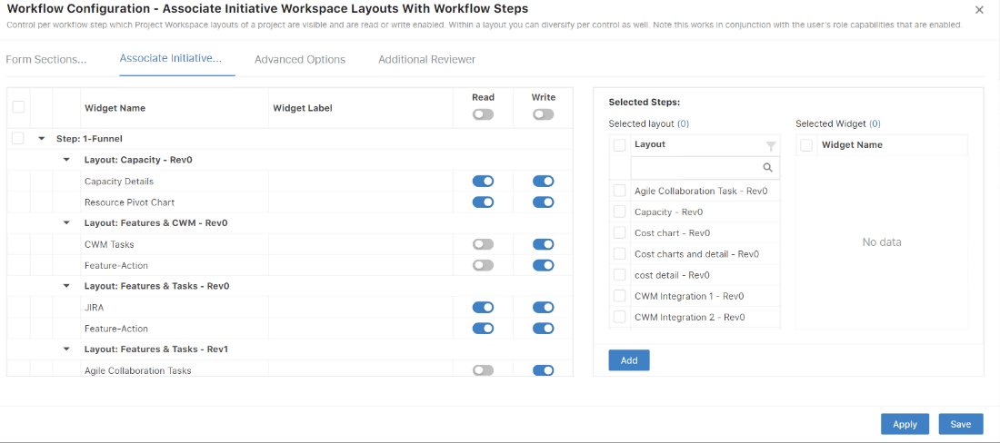 Workflow Configuration - Associate Initiative Workspace Layouts With Workflow Steps
Control per workflow step which Project Workspace layouts of a project are visible and are read or write enabled. Within a layout you can diversify per control as well. Note this works in conjunction with the user's role capabilities that are enabled.
Form Sections...
Associate Initiative...
Advanced Options
Additional Reviewer
Widget Name
Widget Label
Read
Write
Step: 1-Funnel
Layout: Capacity - Rev0
Capacity Details
Resource Pivot Chart
Layout: Features & CWM - Rev0
CWM Tasks
Feature-Action
Layout: Features & Tasks - Rev0
JIRA
Feature-Action
Layout: Features & Tasks - Rev1
Agile Collaboration Tasks
Selected Steps:
Selected layout (0)
Layout
Agile Collaboration Task - Rev0
Capacity - Rev0
Cost chart - Rev0
Cost charts and detail - Rev0
cost detail - Rev0
CWM Integration 1 - Rev0
CWM Integration 2 - Rev0
Selected Widget (0)
Widget Name
No data
Add
Apply
Save